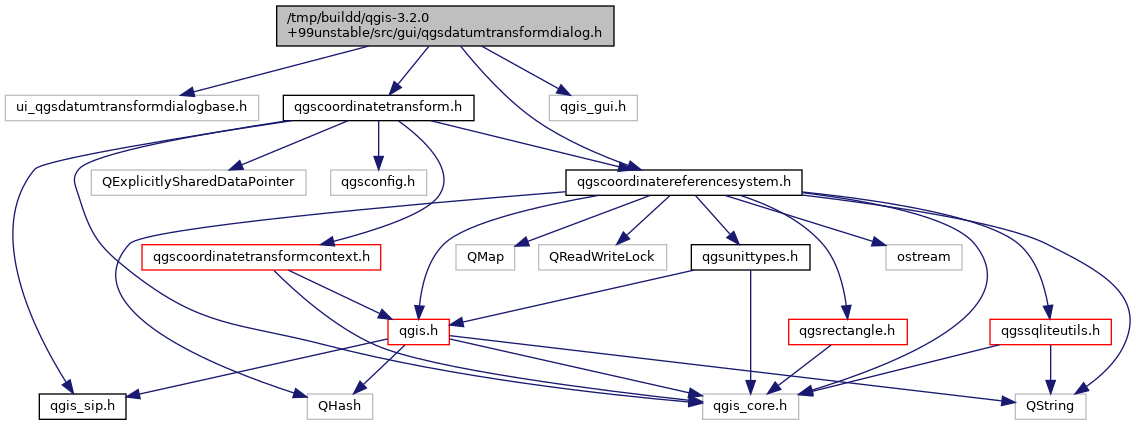 /tmp/buildd/qgis-3.2.0
+99unstable/src/gui/qgsdatumtransformdialog.h
ui_qgsdatumtransformdialogbase.h
qgscoordinatetransform.h
qgis_gui.h
QExplicitlySharedDataPointer
qgsconfig.h
qgscoordinatereferencesystem.h
qgscoordinatetransformcontext.h
QMap
QReadWriteLock
qgsunittypes.h
ostream
qgis.h
qgsrectangle.h
qgssqliteutils.h
qgis_sip.h
QHash
qgis_core.h
QString